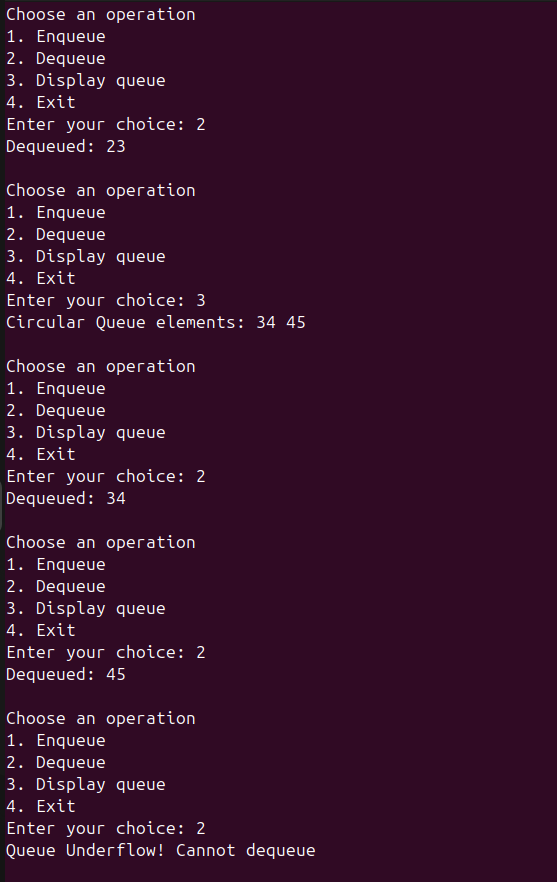 Choose an operation
1. Enqueue
2. Dequeue
3. Display queue
4. Exit
Enter your choice: 2
Dequeued: 23
Choose an operation
1. Enqueue
2. Dequeue
3. Display queue
4. Exit
Enter your choice: 3
Circular Queue elements: 34 45
Choose an operation
1. Enqueue
2. Dequeue
3. Display queue
4. Exit
Enter your choice: 2
Dequeued: 34
Choose an operation
1. Enqueue
2. Dequeue
3. Display queue
4. Exit
Enter your choice: 2
Dequeued: 45
Choose an operation
1. Enqueue
2. Dequeue
3. Display queue
4. Exit
Enter your choice: 2
Queue Underflow! Cannot dequeue